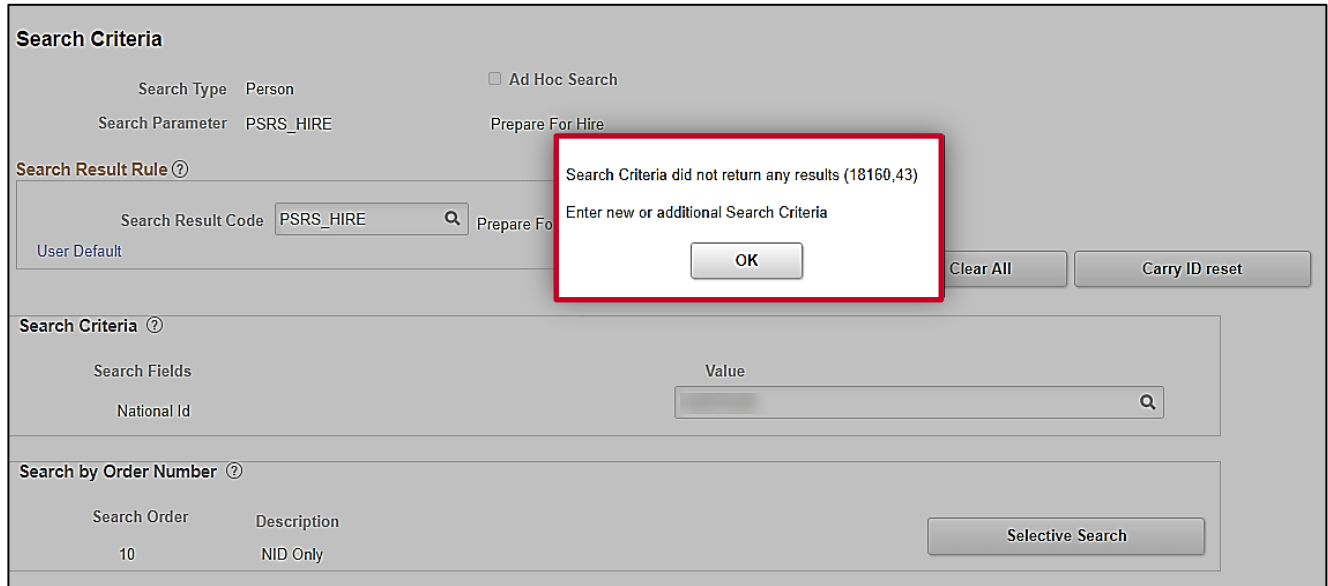 Search Criteria
Search Type Person Ad Hoc Search
Search Parameter PSRS_HIRE Prepare For Hire
Search Criteria did not return any results (18160,43)
Enter new or additional Search Criteria
OK
Search Result Rule
Search Result Code PSRS_HIRE Prepare Fo
User Default
Clear All Carry ID reset
Search Criteria
Search Fields Value
National Id
Search by Order Number
Search Order Description
10 NID Only
Selective Search